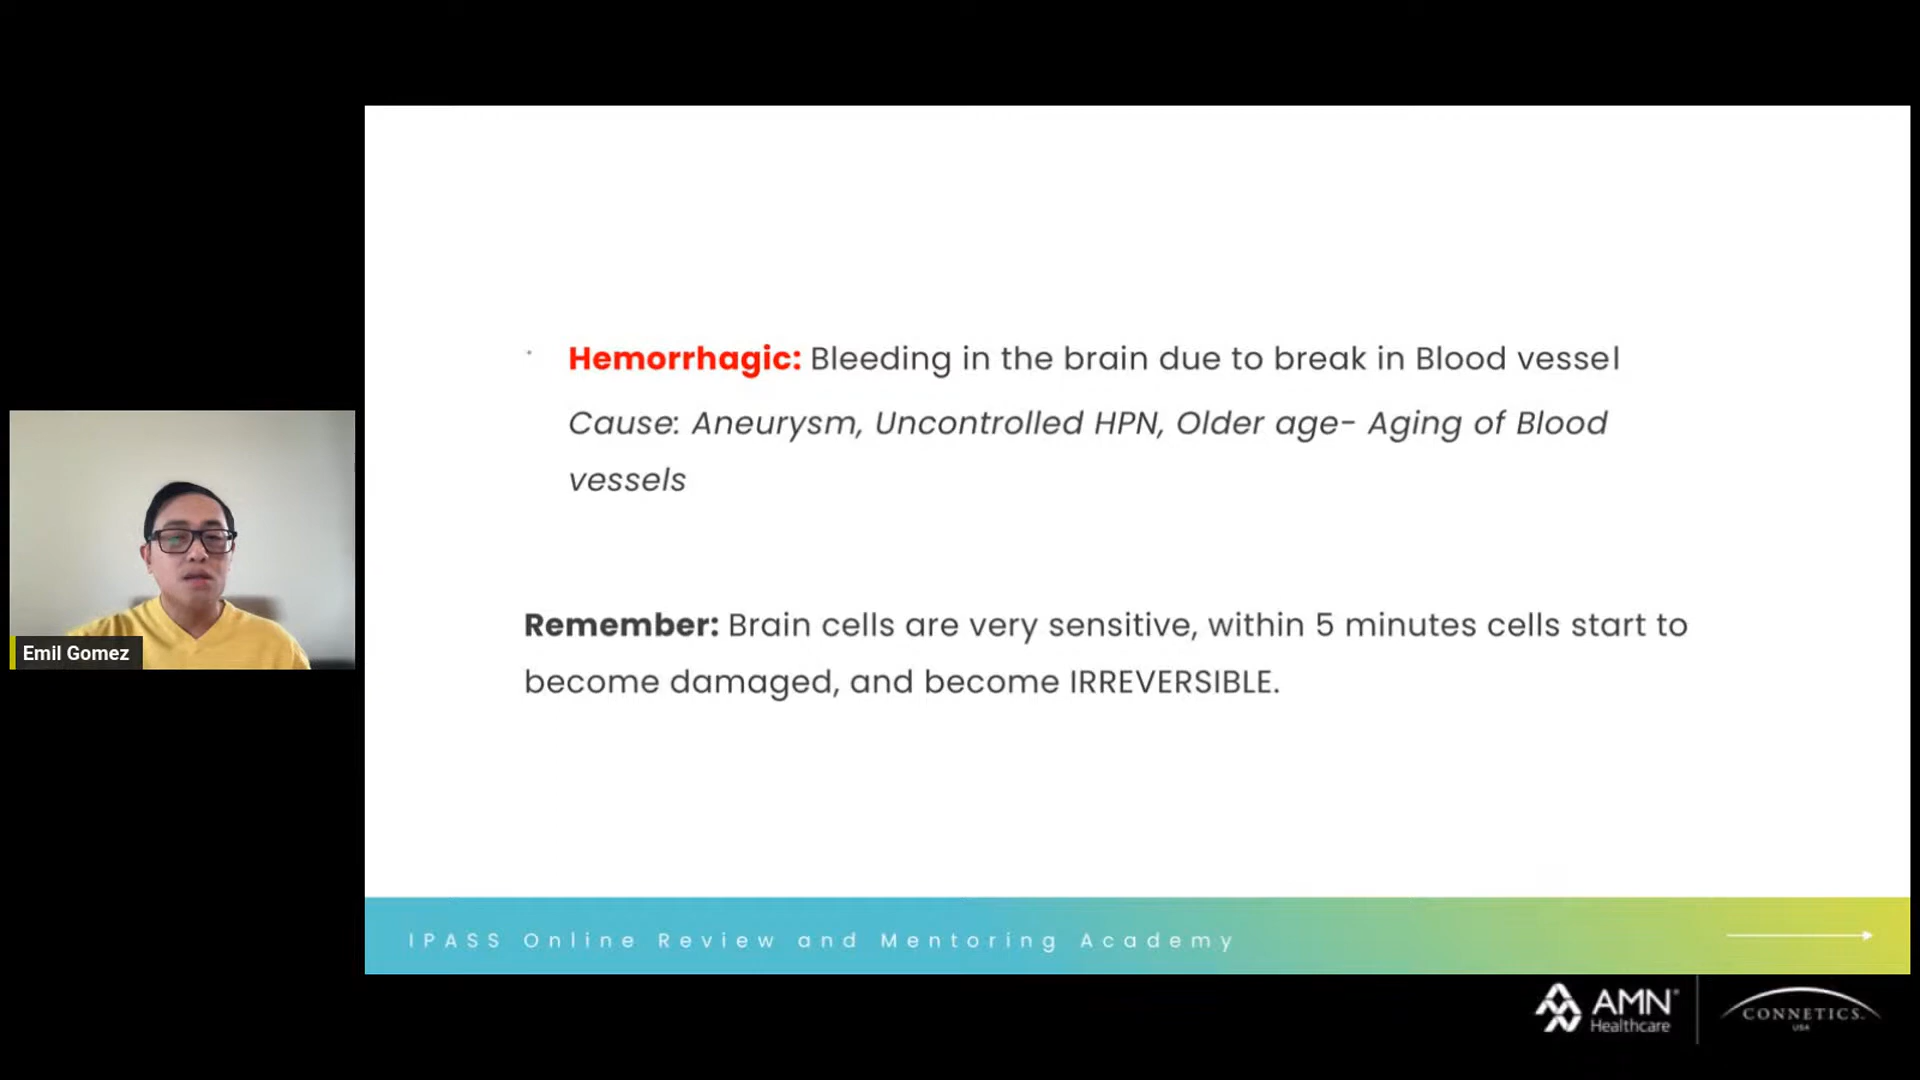 Hemorrhagic: Bleeding in the brain due to break in Blood vessel
Cause: Aneurysm, Uncontrolled HPN, Older age- Aging of Blood
vessels
Remember: Brain cells are very sensitive, within 5 minutes cells start to
become damaged, and become IRREVERSIBLE.
Emil Gomez
IPASS Online Review and Mentoring Academy
AMN
Healthcare
CONNETICS
USA